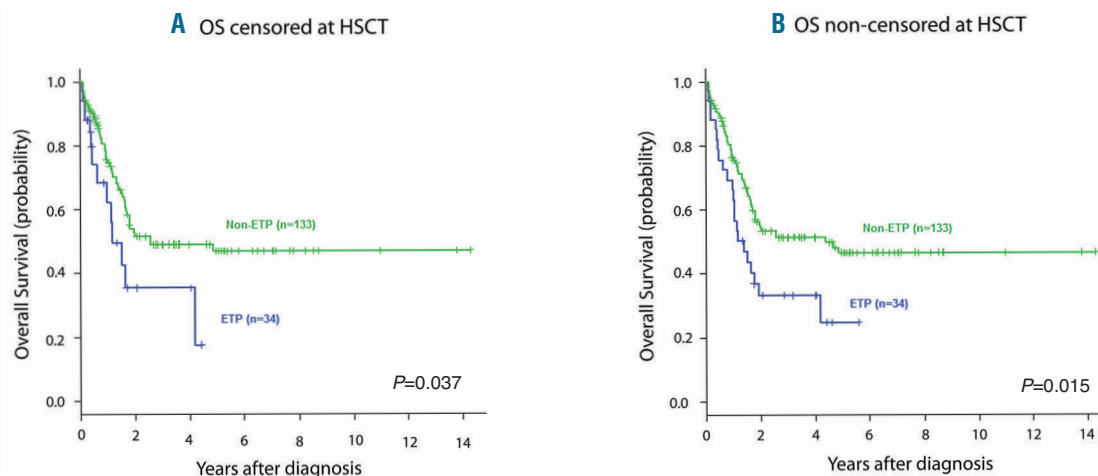 A OS censored at HSCT
Overall Survival (probability)
1.0
0.8
0.6
0.4
0.2
0.0
Non-ETP (n=133)
ETP (n=34)
P=0.037
0 2 4 6 8 10 12 14
Years after diagnosis
B OS non-censored at HSCT
Overall Survival (probability)
1.0
0.8
0.6
0.4
0.2
0.0
Non-ETP (n=133)
ETP (n=34)
P=0.015
0 2 4 6 8 10 12 14
Years after diagnosis